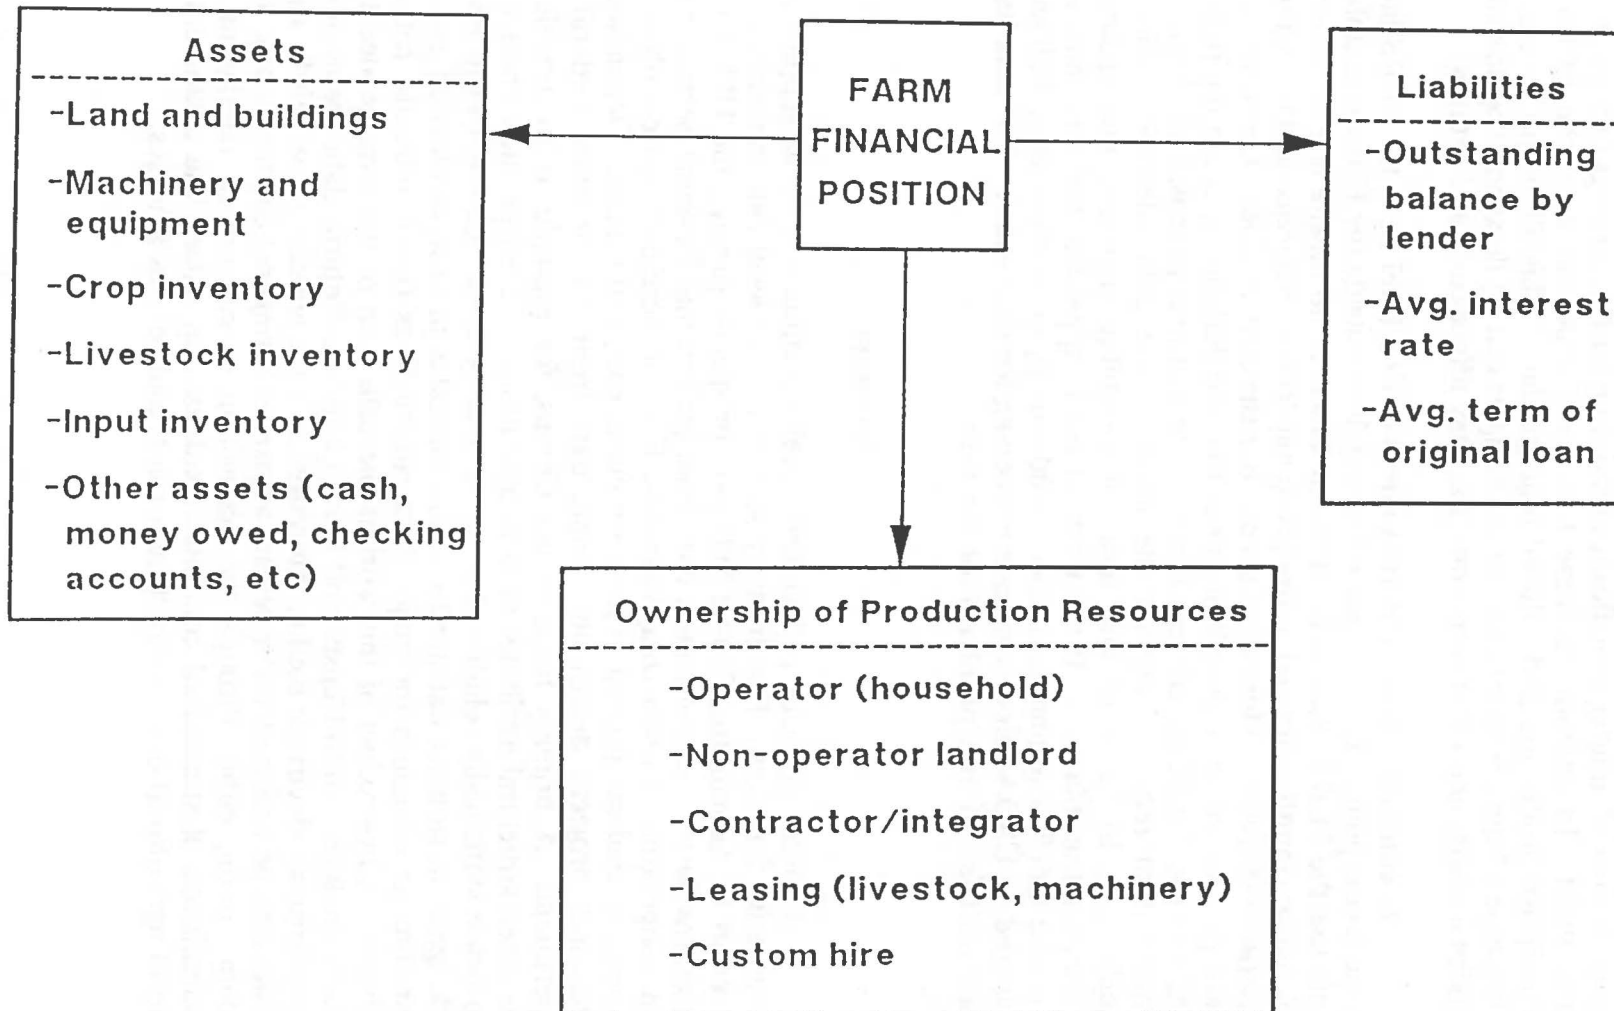 Assets
-Land and buildings
-Machinery and
equipment
-Crop inventory
-Livestock inventory
-Input inventory
-Other assets (cash,
money owed, checking
accounts, etc)
FARM
FINANCIAL
POSITION
Liabilities
-Outstanding
balance by
lender
-Avg. interest
rate
-Avg. term of
original loan
Ownership of Production Resources
-Operator (household)
-Non-operator landlord
-Contractor/integrator
-Leasing (livestock, machinery)
-Custom hire